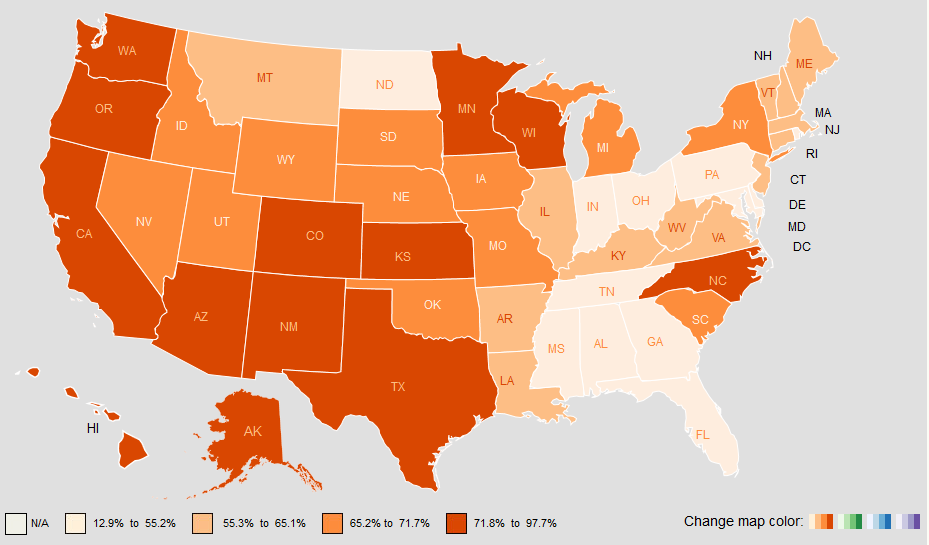 WA
MT
ND
MN
OR
ID
WY
SD
WI
MI
NY
VT
NH
ME
MA
NJ
RI
CT
DE
MD
DC
CA
NV
UT
CO
NE
KS
IA
MO
IL
IN
OH
PA
WV
VA
KY
NC
TN
SC
AZ
NM
OK
AR
TX
LA
MS
AL
GA
FL
HI
AK
N/A 12.9% to 55.2% 55.3% to 65.1% 65.2% to 71.7% 71.8% to 97.7% Change map color: